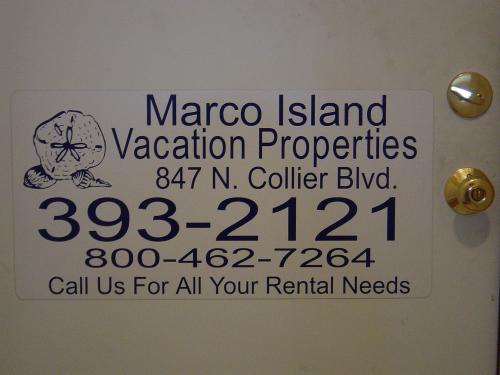 Marco Island
Vacation Properties
847 N. Collier Blvd.
393-2121
800-462-7264
Call Us For All Your Rental Needs